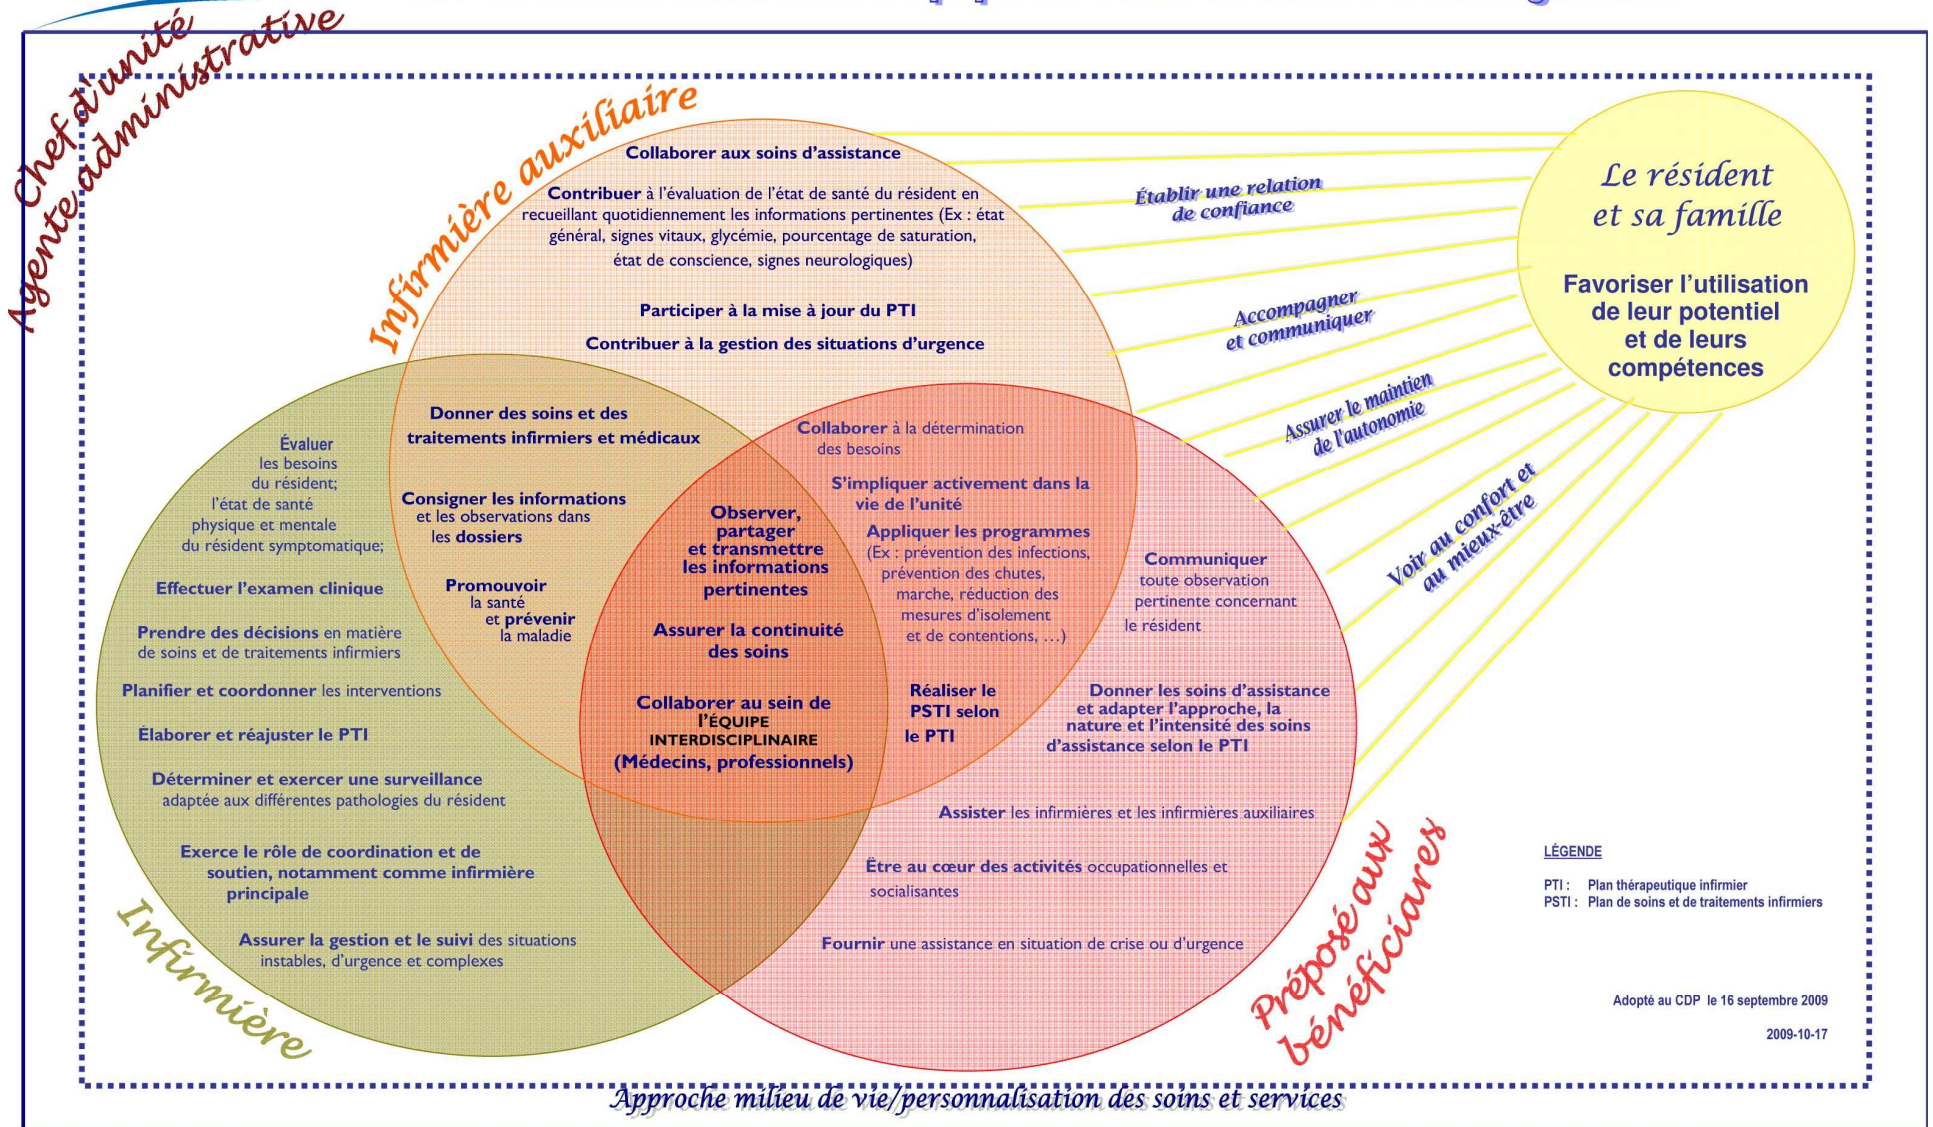 Chef d'unité
Agente administrative
Infirmière auxiliaire
Collaborer aux soins d'assistance
Contribuer à l'évaluation de l'état de santé du résident en
recueillant quotidiennement les informations pertinentes (Ex : état
général, signes vitaux, glycémie, pourcentage de saturation,
état de conscience, signes neurologiques)
Participer à la mise à jour du PTI
Contribuer à la gestion des situations d'urgence
Établir une relation
de confiance
Accompagner
et communiquer
Assurer le maintien
de l'autonomie
Voir au confort et
au mieux-être
Le résident
et sa famille
Favoriser l'utilisation
de leur potentiel
et de leurs
compétences
Donner des soins et des
traitements infirmiers et médicaux
Consigner les informations
et les observations dans
les dossiers
Promouvoir
la santé
et prévenir
la maladie
Évaluer
les besoins
du résident;
l'état de santé
physique et mentale
du résident symptomatique;
Effectuer l'examen clinique
Prendre des décisions en matière
de soins et de traitements infirmiers
Planifier et coordonner les interventions
Élaborer et réajuster le PTI
Déterminer et exercer une surveillance
adaptée aux différentes pathologies du résident
Exerce le rôle de coordination et de
soutien, notamment comme infirmière
principale
Assurer la gestion et le suivi des situations
instables, d'urgence et complexes
Infirmière
Observer,
partager
et transmettre
les informations
pertinentes
Assurer la continuité
des soins
Collaborer au sein de
l'ÉQUIPE
INTERDISCIPLINAIRE
(Médecins, professionnels)
Collaborer à la détermination
des besoins
S'impliquer activement dans la
vie de l'unité
Appliquer les programmes
(Ex : prévention des infections,
prévention des chutes,
marche, réduction des
mesures d'isolement
et de contentions, …)
Réaliser le
PSTI selon
le PTI
Communiquer
toute observation
pertinente concernant
le résident
Donner les soins d'assistance
et adapter l'approche, la
nature et l'intensité des soins
d'assistance selon le PTI
Assister les infirmières et les infirmières auxiliaires
Être au cœur des activités occupationnelles et
socialisantes
Fournir une assistance en situation de crise ou d'urgence
Préposé aux
bénéficiares
LÉGENDE
PTI : Plan thérapeutique infirmier
PSTI : Plan de soins et de traitements infirmiers
Adopté au CDP le 16 septembre 2009
2009-10-17
Approche milieu de vie/personnalisation des soins et services